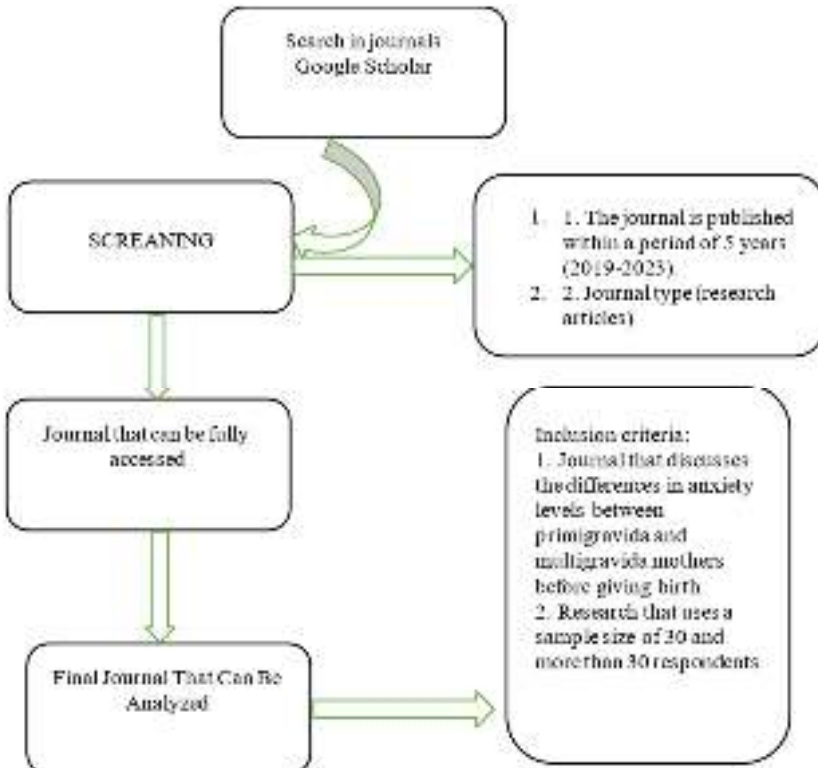 Search in journals
Google Scholar
SCREANING
1. 1. The journal is published
within a period of 5 years
(2019-2023)
2. 2. Journal type (research
articles)
Journal that can be fully
accessed
Inclusion criteria:
1. Journal that discusses
the differences in anxiety
levels between
primigravida and
multigravida mothers
before giving birth
2. Research that uses a
sample size of 30 and
more than 30 respondents
Final Journal That Can Be
Analyzed